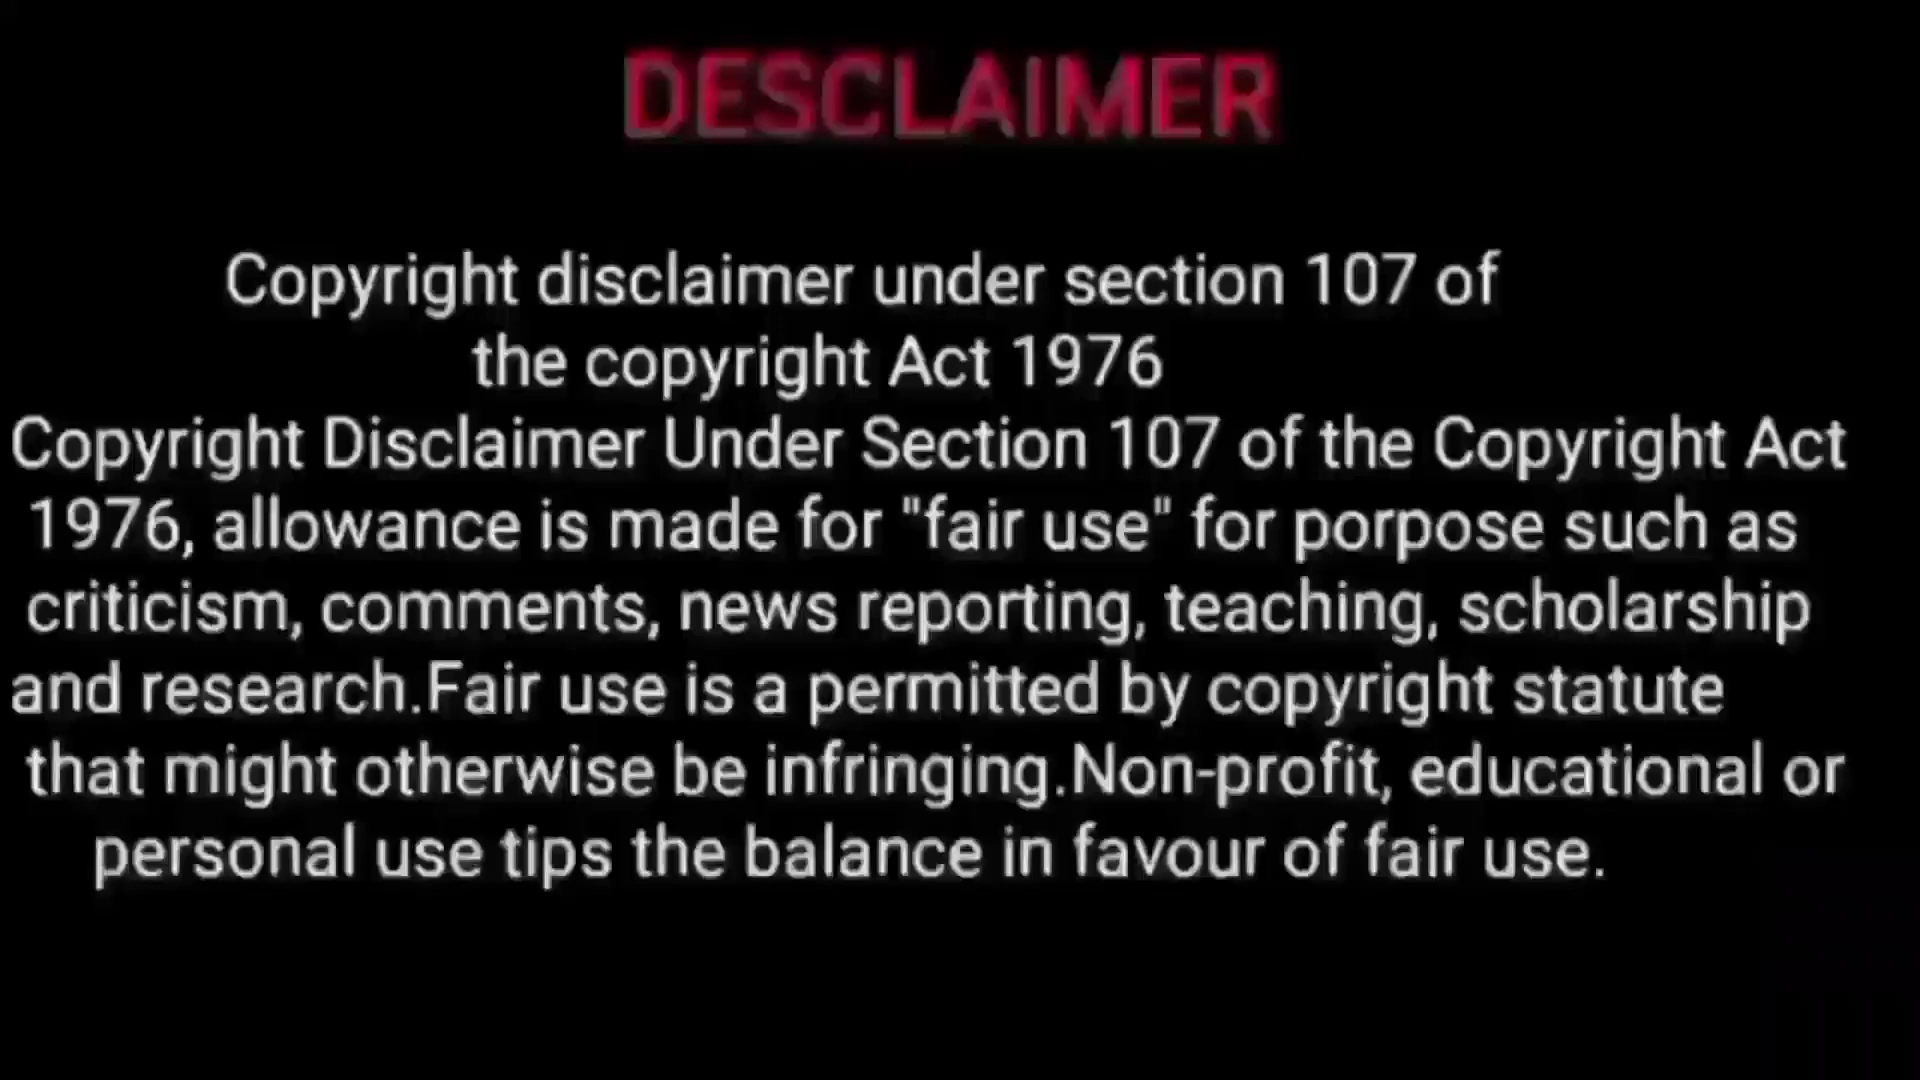 DESCLAIMER
Copyright disclaimer under section 107 of
the copyright Act 1976
Copyright Disclaimer Under Section 107 of the Copyright Act
1976, allowance is made for "fair use" for porpose such as
criticism, comments, news reporting, teaching, scholarship
and research.Fair use is a permitted by copyright statute
that might otherwise be infringing.Non-profit, educational or
personal use tips the balance in favour of fair use.